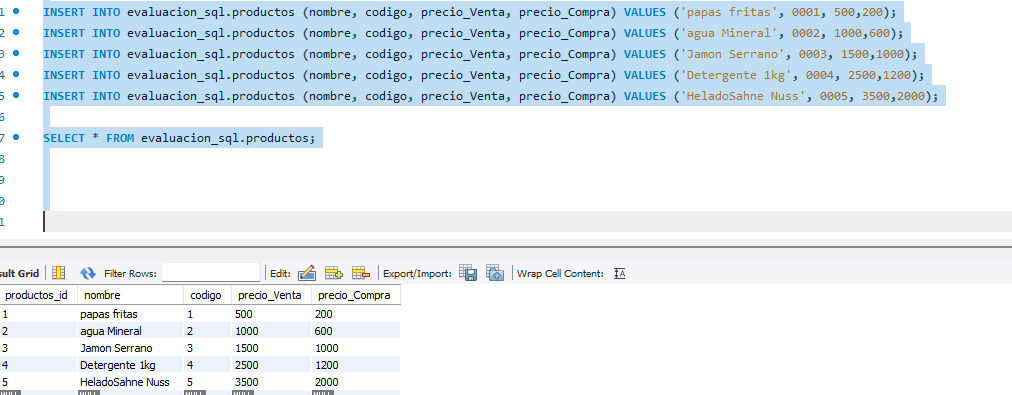 1 INSERT INTO evaluacion_sql.productos (nombre, codigo, precio_Venta, precio_Compra) VALUES ('papas fritas', 0001, 500,200);
2 INSERT INTO evaluacion_sql.productos (nombre, codigo, precio_Venta, precio_Compra) VALUES ('agua Mineral', 0002, 1000,600);
3 INSERT INTO evaluacion_sql.productos (nombre, codigo, precio_Venta, precio_Compra) VALUES ('Jamon Serrano', 0003, 1500,1000);
4 INSERT INTO evaluacion_sql.productos (nombre, codigo, precio_Venta, precio_Compra) VALUES ('Detergente 1kg', 0004, 2500,1200);
5 INSERT INTO evaluacion_sql.productos (nombre, codigo, precio_Venta, precio_Compra) VALUES ('HeladoSahne Nuss', 0005, 3500,2000);
6
7 SELECT * FROM evaluacion_sql.productos;
8
9
0
1
sult Grid Filter Rows: Edit: Export/Import: Wrap Cell Content: IA
productos_id nombre codigo precio_Venta precio_Compra
1 papas fritas 1 500 200
2 agua Mineral 2 1000 600
3 Jamon Serrano 3 1500 1000
4 Detergente 1kg 4 2500 1200
5 HeladoSahne Nuss 5 3500 2000
NULL NULL NULL NULL NULL